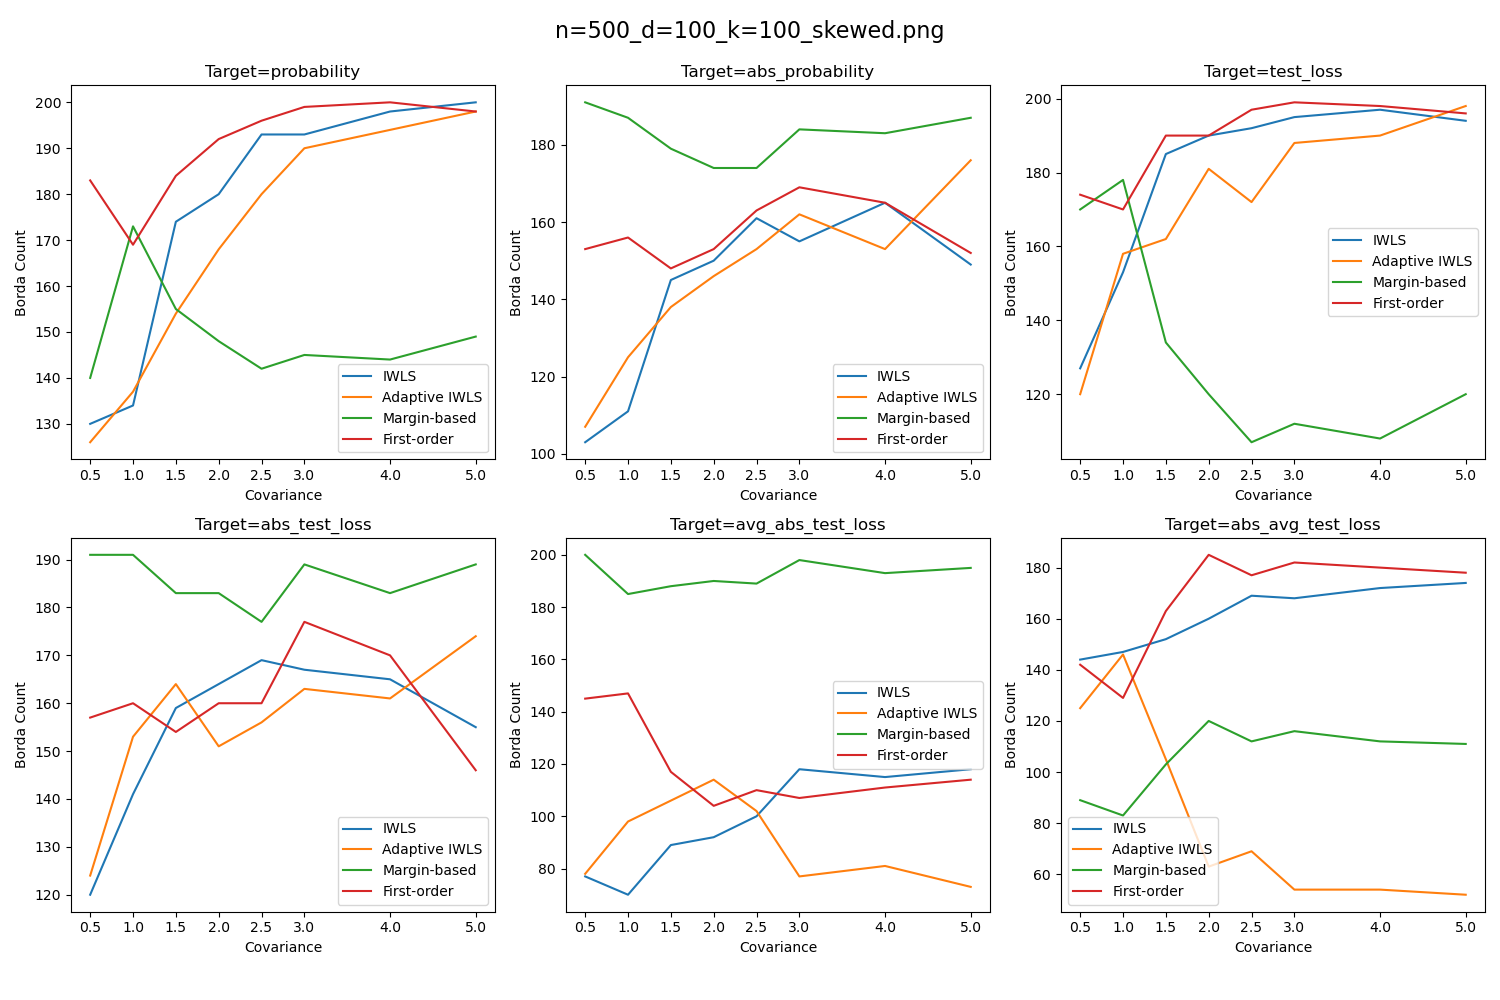 n=500_d=100_k=100_skewed.png
Target=probability
Borda Count
200
190
180
170
160
150
140
130
0.5 1.0 1.5 2.0 2.5 3.0 4.0 5.0
Covariance
IWLS
Adaptive IWLS
Margin-based
First-order
Target=abs_probability
Borda Count
180
160
140
120
100
0.5 1.0 1.5 2.0 2.5 3.0 4.0 5.0
Covariance
IWLS
Adaptive IWLS
Margin-based
First-order
Target=test_loss
Borda Count
200
180
160
140
120
0.5 1.0 1.5 2.0 2.5 3.0 4.0 5.0
Covariance
IWLS
Adaptive IWLS
Margin-based
First-order
Target=abs_test_loss
Borda Count
190
180
170
160
150
140
130
120
0.5 1.0 1.5 2.0 2.5 3.0 4.0 5.0
Covariance
IWLS
Adaptive IWLS
Margin-based
First-order
Target=avg_abs_test_loss
Borda Count
200
180
160
140
120
100
80
0.5 1.0 1.5 2.0 2.5 3.0 4.0 5.0
Covariance
IWLS
Adaptive IWLS
Margin-based
First-order
Target=abs_avg_test_loss
Borda Count
180
160
140
120
100
80
60
0.5 1.0 1.5 2.0 2.5 3.0 4.0 5.0
Covariance
IWLS
Adaptive IWLS
Margin-based
First-order